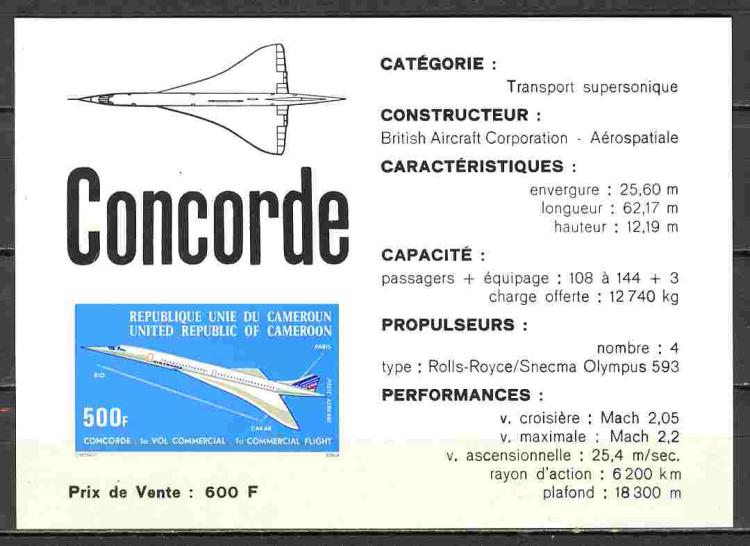 Concorde
REPUBLIQUE UNIE DU CAMEROUN
UNITED REPUBLIC OF CAMEROON
PARIS
RIO
POSTE AERIENNE
500F
DAKAR
CONCORDE : 1er VOL COMMERCIAL - 1st COMMERCIAL FLIGHT
Prix de Vente : 600 F
CATÉGORIE :
Transport supersonique
CONSTRUCTEUR :
British Aircraft Corporation - Aérospatiale
CARACTÉRISTIQUES :
envergure : 25,60 m
longueur : 62,17 m
hauteur : 12,19 m
CAPACITÉ :
passagers + équipage : 108 à 144 + 3
charge offerte : 12 740 kg
PROPULSEURS :
nombre : 4
type : Rolls-Royce/Snecma Olympus 593
PERFORMANCES :
v. croisière : Mach 2,05
v. maximale : Mach 2,2
v. ascensionnelle : 25,4 m/sec.
rayon d'action : 6 200 km
plafond : 18 300 m